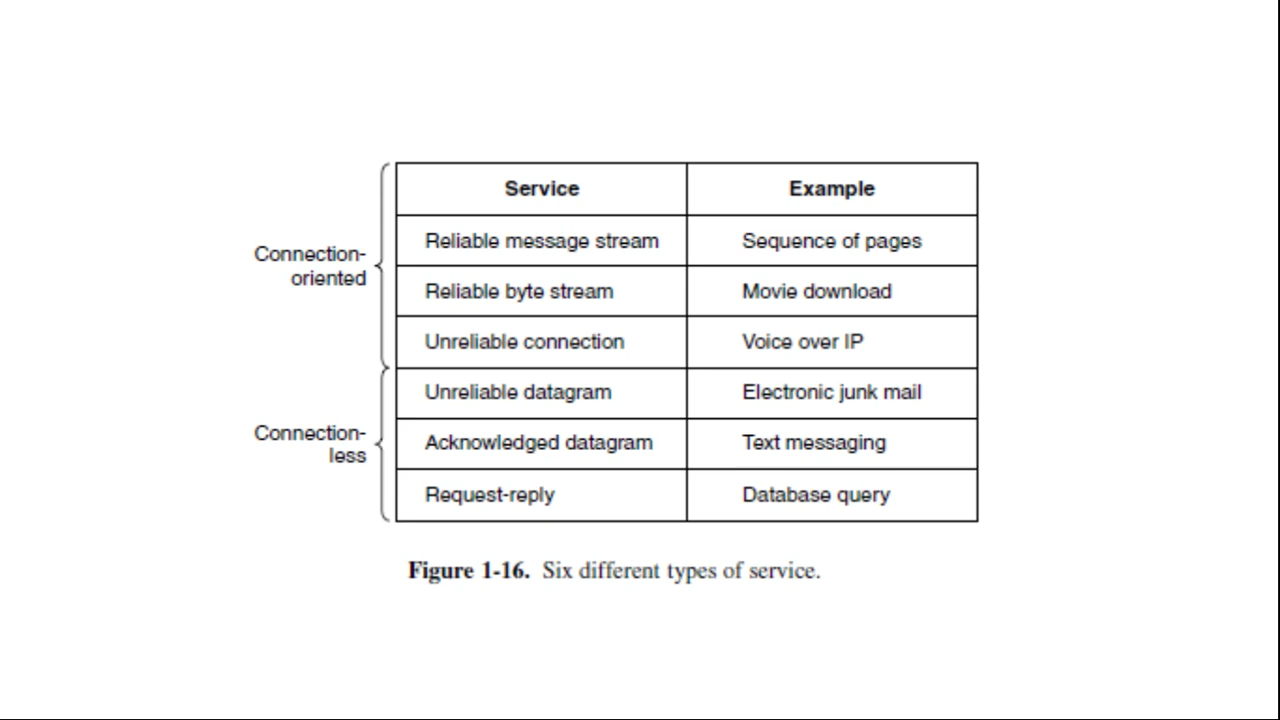 Service Example
Connection-
oriented
Reliable message stream Sequence of pages
Reliable byte stream Movie download
Unreliable connection Voice over IP
Connection-
less
Unreliable datagram Electronic junk mail
Acknowledged datagram Text messaging
Request-reply Database query
Figure 1-16. Six different types of service.